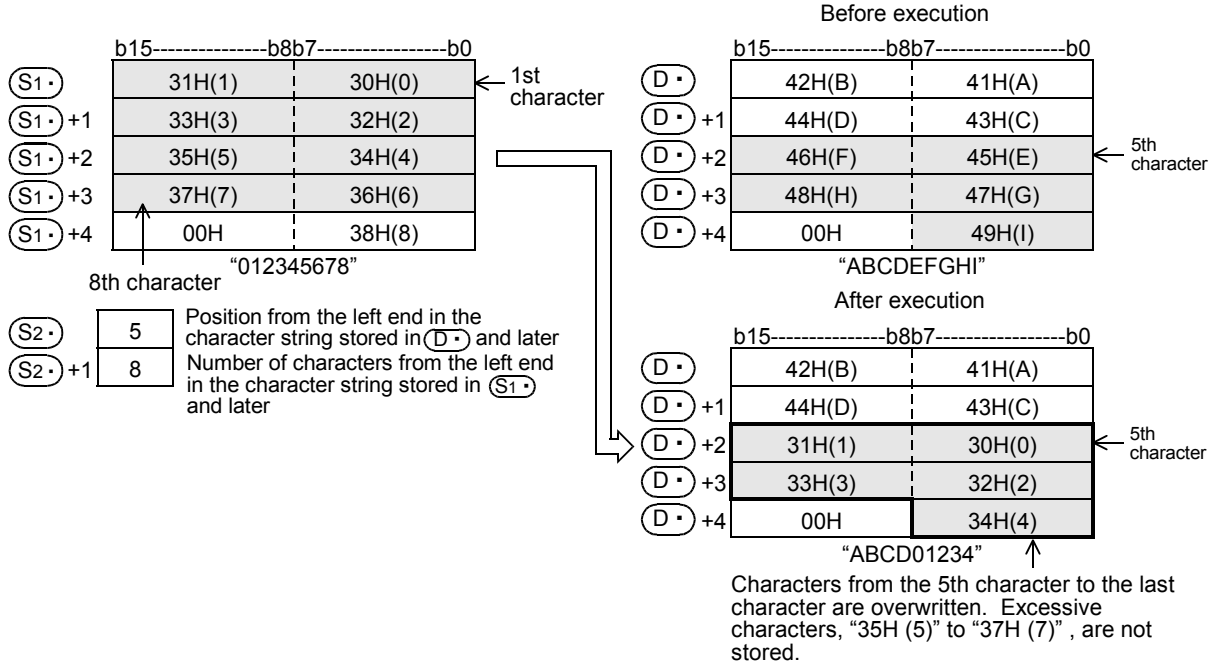 b15---------------b8b7-----------------b0
S1· 31H(1) 30H(0) 1st character
S1· +1 33H(3) 32H(2)
S1· +2 35H(5) 34H(4)
S1· +3 37H(7) 36H(6)
S1· +4 00H 38H(8)
“012345678”
8th character
S2· 5 Position from the left end in the
character string stored in D· and later
S2· +1 8 Number of characters from the left end
in the character string stored in S1·
and later
Before execution
b15---------------b8b7-----------------b0
D· 42H(B) 41H(A)
D· +1 44H(D) 43H(C)
D· +2 46H(F) 45H(E) 5th character
D· +3 48H(H) 47H(G)
D· +4 00H 49H(I)
“ABCDEFGHI”
After execution
b15---------------b8b7-----------------b0
D· 42H(B) 41H(A)
D· +1 44H(D) 43H(C)
D· +2 31H(1) 30H(0) 5th character
D· +3 33H(3) 32H(2)
D· +4 00H 34H(4)
“ABCD01234”
Characters from the 5th character to the last
character are overwritten. Excessive
characters, “35H (5)” to “37H (7)” , are not
stored.